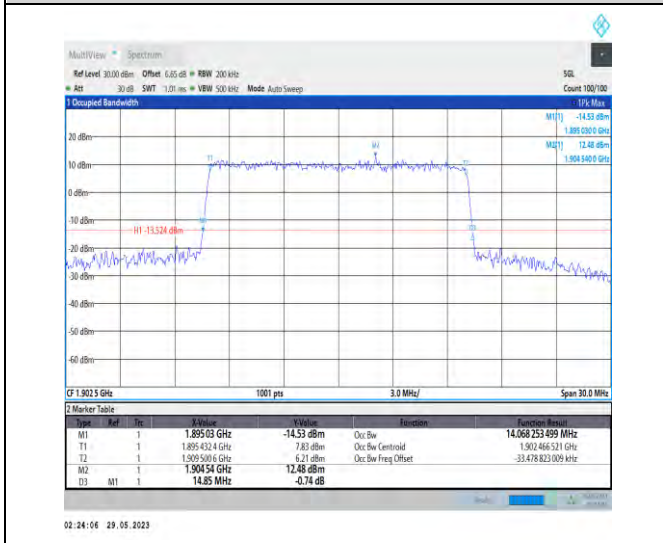 MultiView Spectrum
Ref Level 30.00 dBm Offset 6.85 dB RBW 200 kHz SGL
Att 30 dB SWT 1.01 ms VBW 500 kHz Mode Auto Sweep Count 100/100
1 Occupied Bandwidth 1Pk Max
M1[1] -14.53 dBm
1.895 030 0 GHz
M2[1] 12.48 dBm
1.904 540 0 GHz
20 dBm
M2
T1
T2
10 dBm
0 dBm
-10 dBm
M1
H1 -13.524 dBm
D3
-20 dBm
-30 dBm
-40 dBm
-50 dBm
-60 dBm
CF 1.902 5 GHz 1001 pts 3.0 MHz/ Span 30.0 MHz
2 Marker Table
Type Ref Trc X-Value Y-Value Function Function Result
M1 1 1.895 03 GHz -14.53 dBm Occ Bw 14.068 253 499 MHz
T1 1 1.895 432 4 GHz 7.83 dBm Occ Bw Centroid 1.902 466 521 GHz
T2 1 1.909 500 6 GHz 6.21 dBm Occ Bw Freq Offset -33.478 823 009 kHz
M2 1 1.904 54 GHz 12.48 dBm
D3 M1 1 14.85 MHz -0.74 dB
02:24:06 29.05.2023